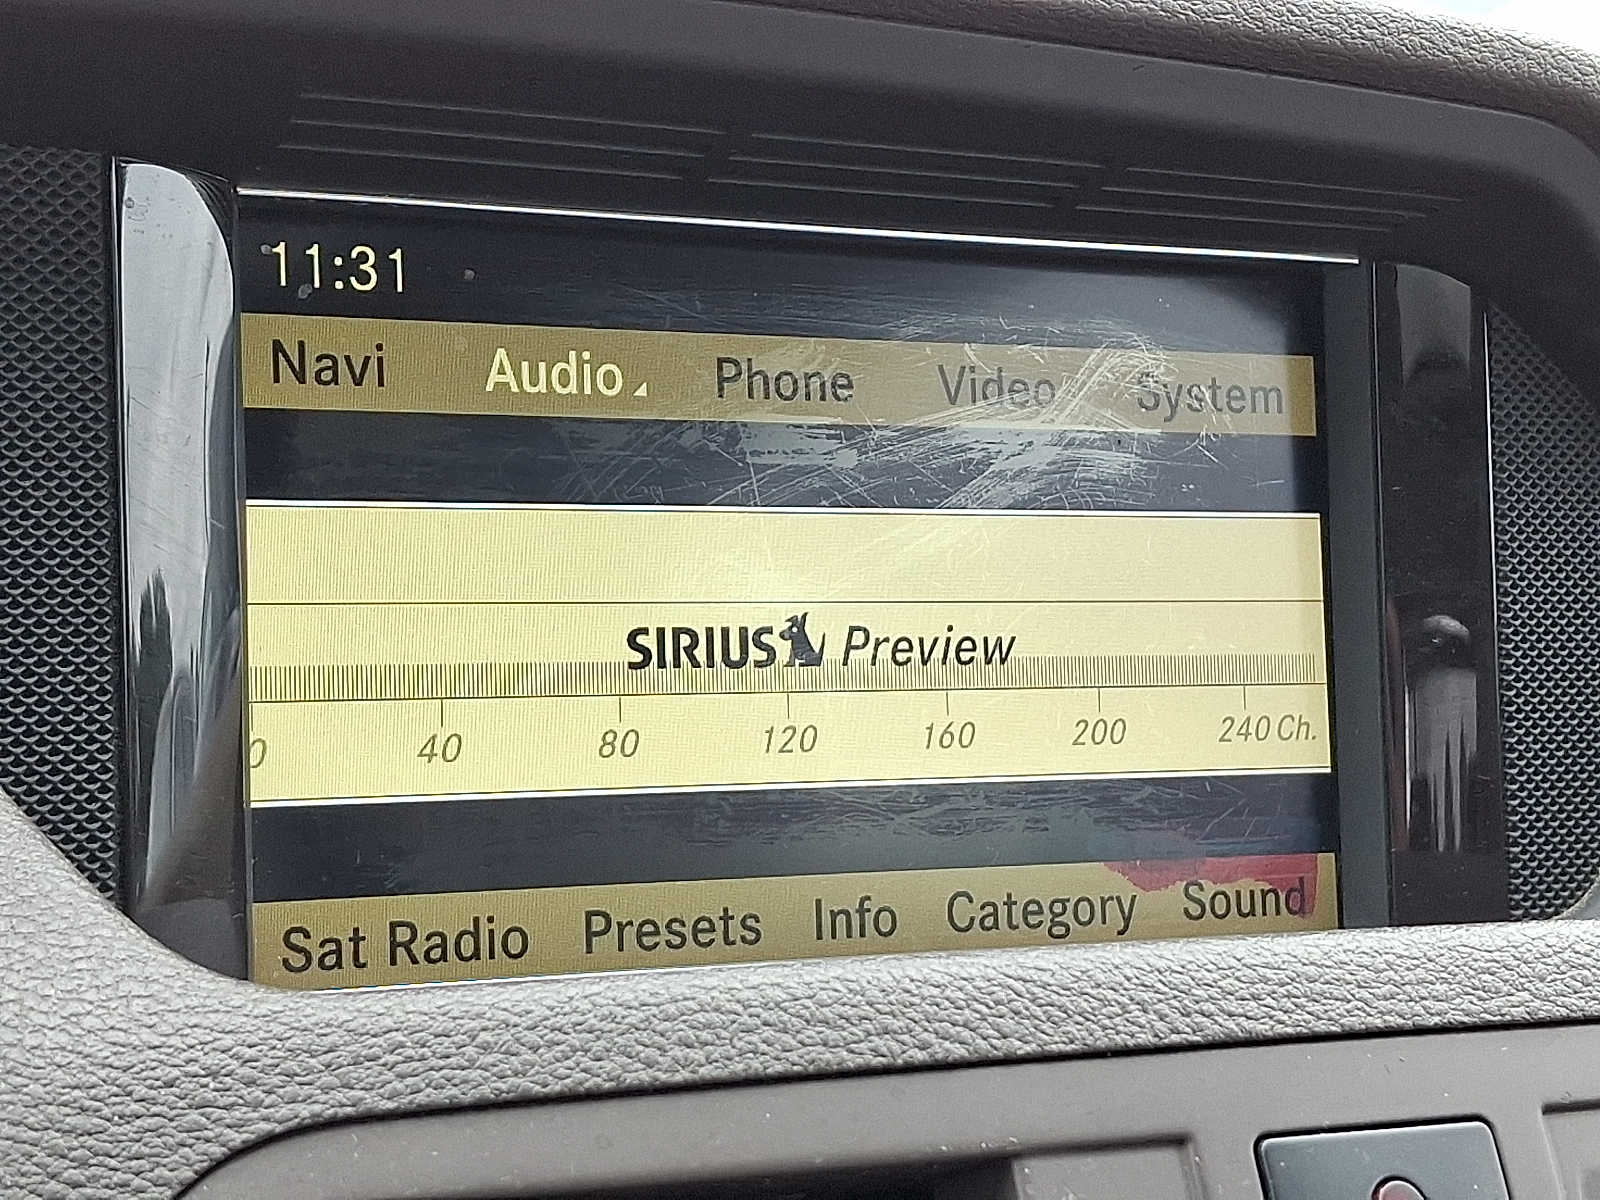 11:31
Navi Audio Phone Video System
SIRIUS Preview
0 40 80 120 160 200 240 Ch.
Sat Radio Presets Info Category Sound